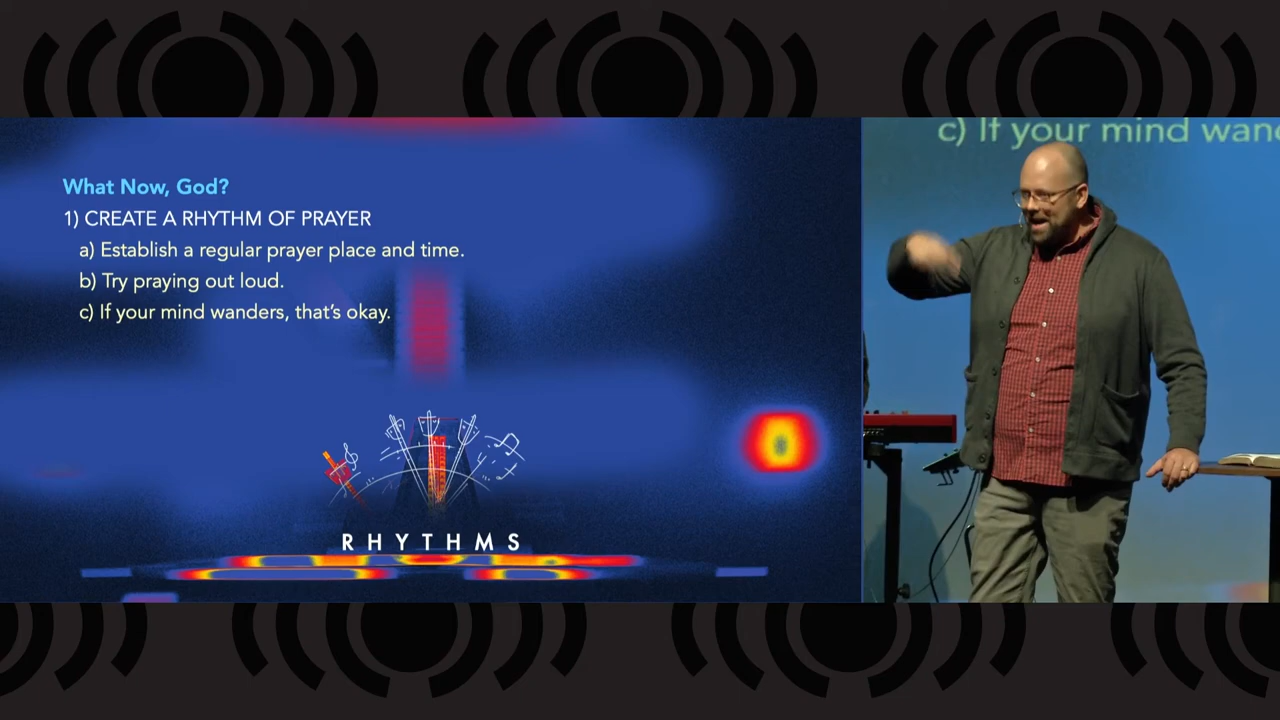 What Now, God?
1) CREATE A RHYTHM OF PRAYER
a) Establish a regular prayer place and time.
b) Try praying out loud.
c) If your mind wanders, that's okay.
RHYTHMS
c) If your mind wan